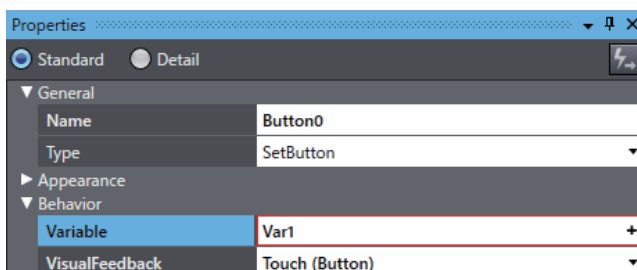 Properties
Standard Detail
General
Name Button0
Type SetButton
Appearance
Behavior
Variable Var1
VisualFeedback Touch (Button)